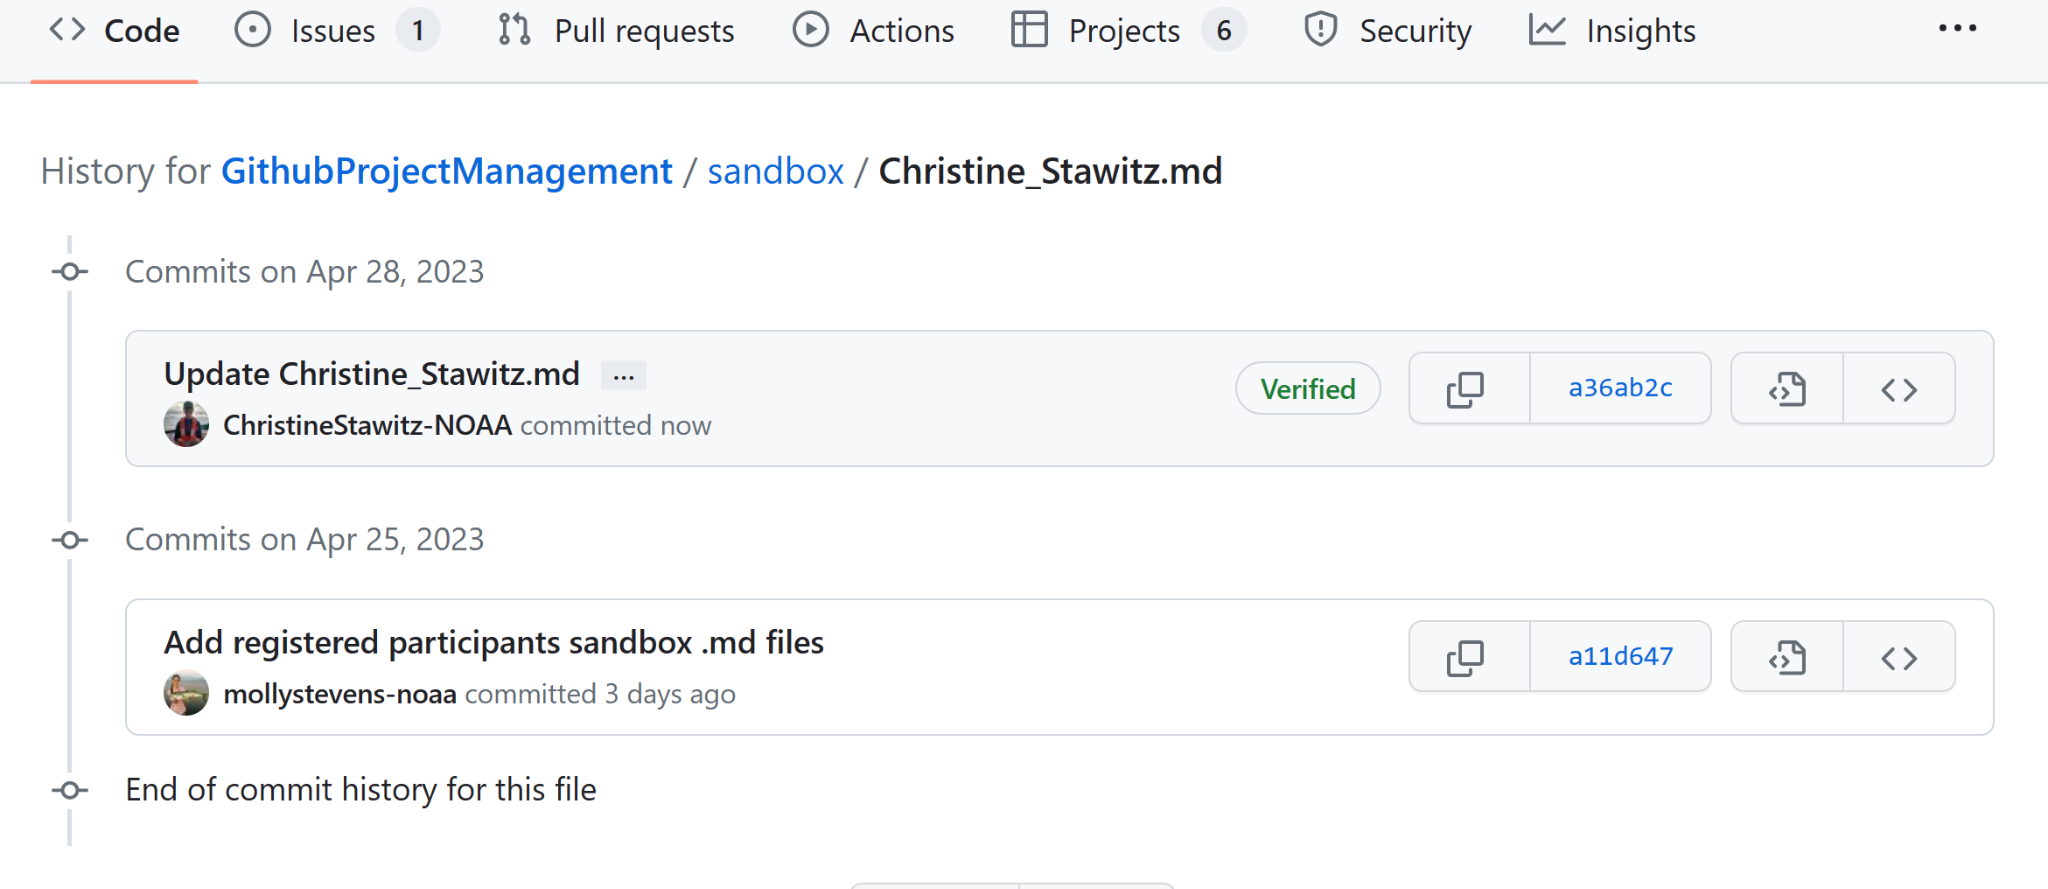 Code Issues 1 Pull requests Actions Projects 6 Security Insights ...
History for GithubProjectManagement / sandbox / Christine_Stawitz.md
Commits on Apr 28, 2023
Update Christine_Stawitz.md ...
Verified a36ab2c
ChristineStawitz-NOAA committed now
Commits on Apr 25, 2023
Add registered participants sandbox .md files
a11d647
mollystevens-noaa committed 3 days ago
End of commit history for this file